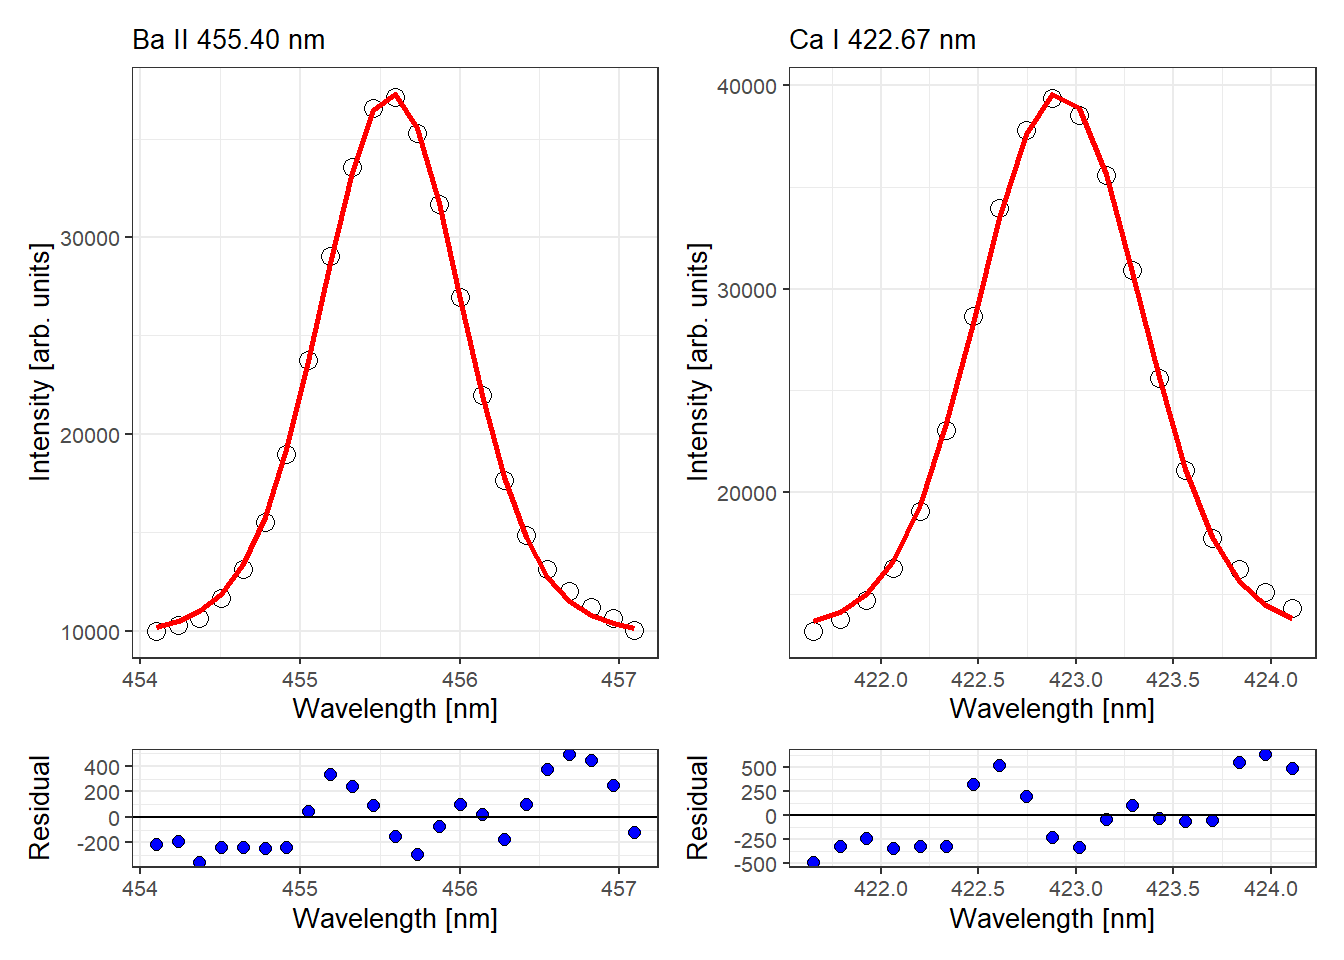 Ba II 455.40 nm
Intensity [arb. units]
30000
20000
10000
454 455 456 457
Wavelength [nm]
Ca I 422.67 nm
Intensity [arb. units]
40000
30000
20000
422.0 422.5 423.0 423.5 424.0
Wavelength [nm]
Residual
400
200
0
-200
454 455 456 457
Wavelength [nm]
Residual
500
250
0
-250
-500
422.0 422.5 423.0 423.5 424.0
Wavelength [nm]